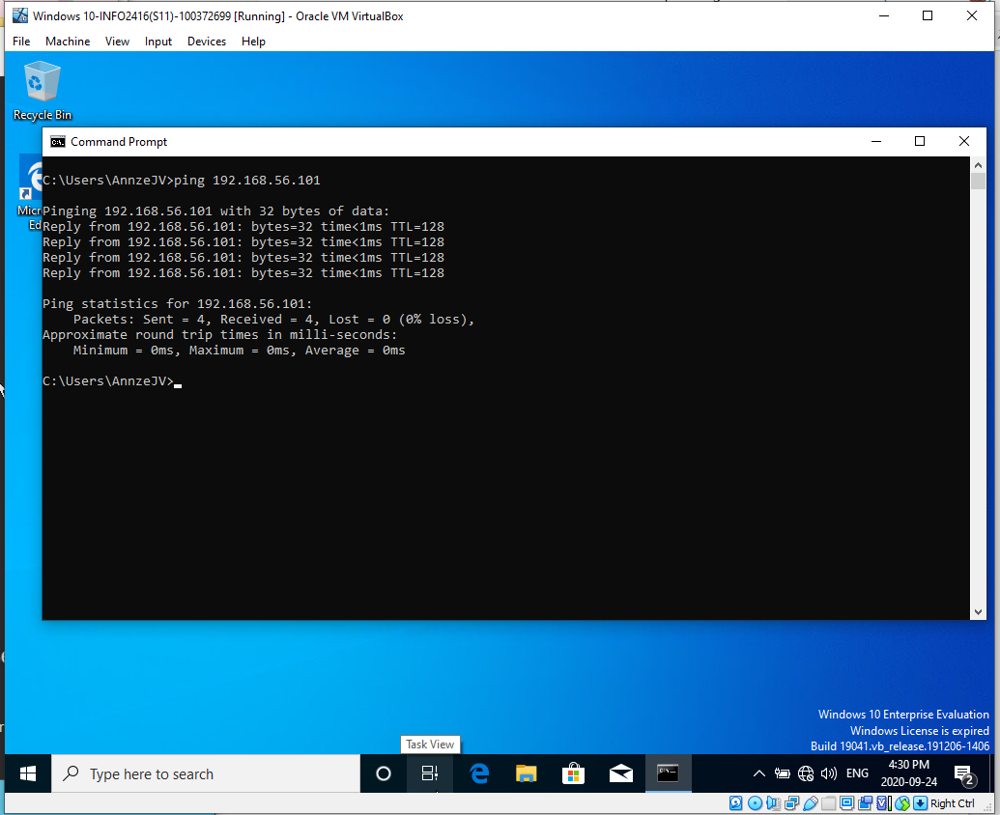 Windows 10-INFO2416(S11)-100372699 [Running] - Oracle VM VirtualBox
File Machine View Input Devices Help
Recycle Bin
Command Prompt
C:\Users\AnnzeJV>ping 192.168.56.101
Micr
Pinging 192.168.56.101 with 32 bytes of data:
Ed
Reply from 192.168.56.101: bytes=32 time<1ms TTL=128
Reply from 192.168.56.101: bytes=32 time<1ms TTL=128
Reply from 192.168.56.101: bytes=32 time<1ms TTL=128
Reply from 192.168.56.101: bytes=32 time<1ms TTL=128
Ping statistics for 192.168.56.101:
Packets: Sent = 4, Received = 4, Lost = 0 (0% loss),
Approximate round trip times in milli-seconds:
Minimum = 0ms, Maximum = 0ms, Average = 0ms
C:\Users\AnnzeJV>
Windows 10 Enterprise Evaluation
Windows License is expired
Build 19041.vb_release.191206-1406
Task View
Type here to search
ENG
4:30 PM
2020-09-24
2
Right Ctrl